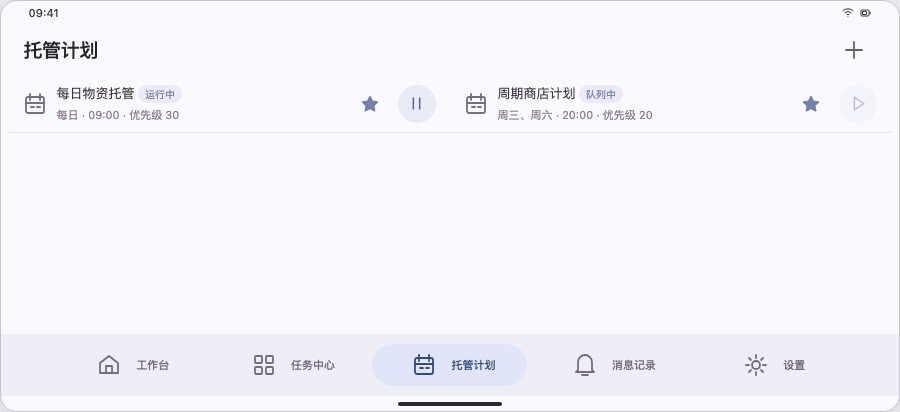 09:41
托管计划
每日物资托管 运行中
每日 · 09:00 · 优先级 30
周期商店计划 队列中
周三、周六 · 20:00 · 优先级 20
工作台
任务中心
托管计划
消息记录
设置